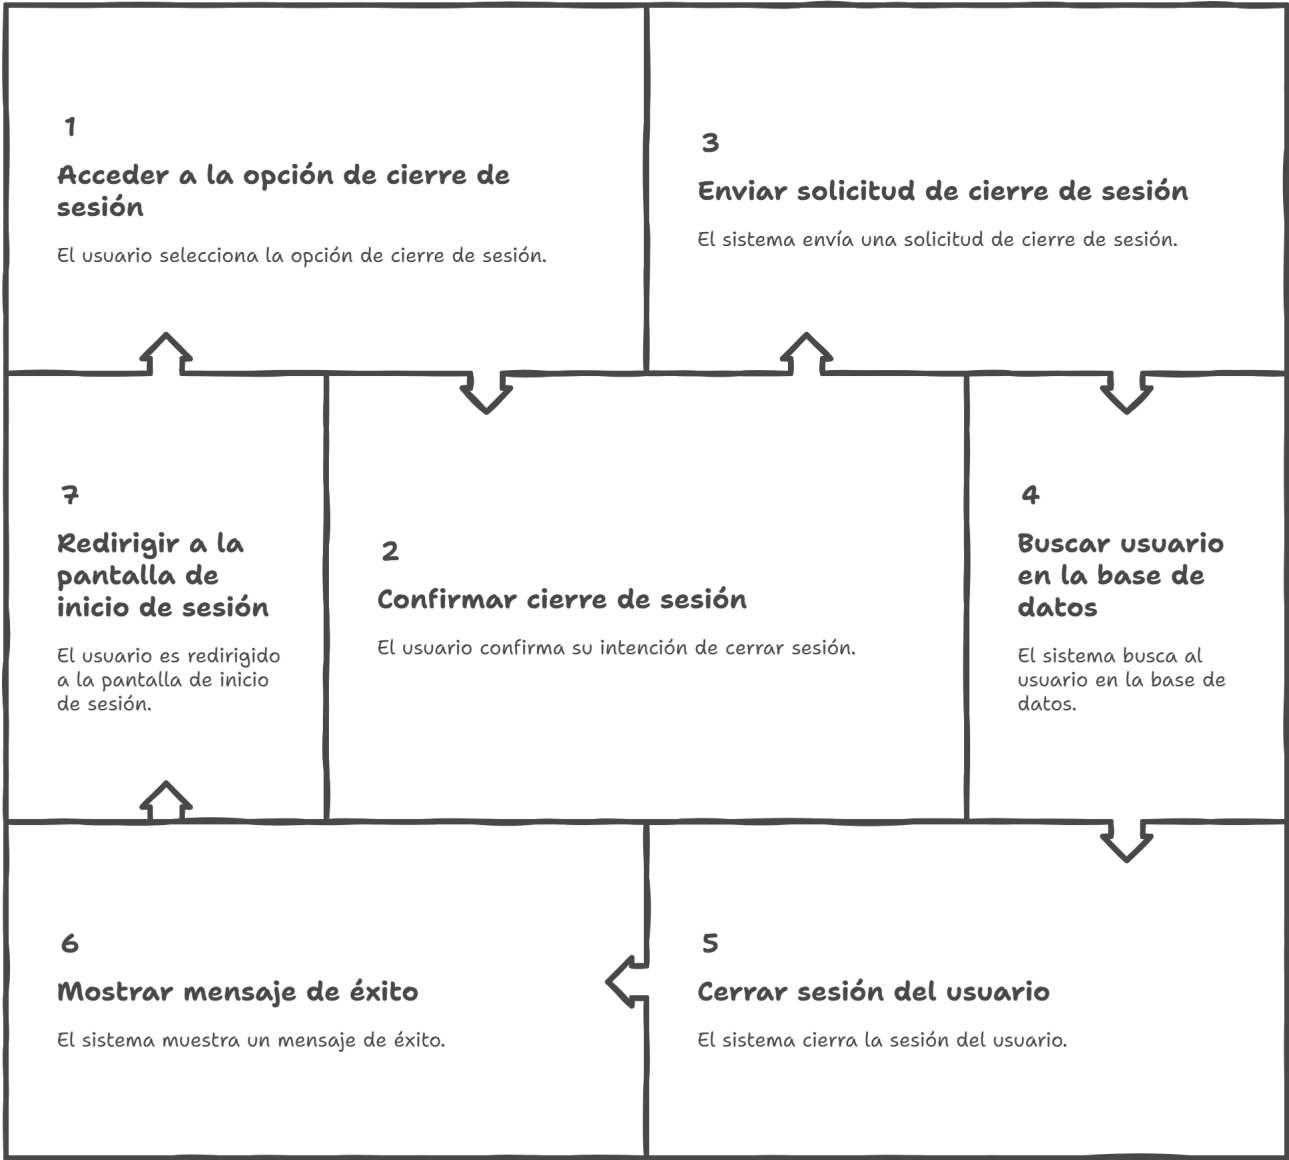 1
Acceder a la opción de cierre de
sesión
El usuario selecciona la opción de cierre de sesión.
3
Enviar solicitud de cierre de sesión
El sistema envía una solicitud de cierre de sesión.
7
Redirigir a la
pantalla de
inicio de sesión
El usuario es redirigido
a la pantalla de inicio
de sesión.
2
Confirmar cierre de sesión
El usuario confirma su intención de cerrar sesión.
4
Buscar usuario
en la base de
datos
El sistema busca al
usuario en la base de
datos.
6
Mostrar mensaje de éxito
El sistema muestra un mensaje de éxito.
5
Cerrar sesión del usuario
El sistema cierra la sesión del usuario.